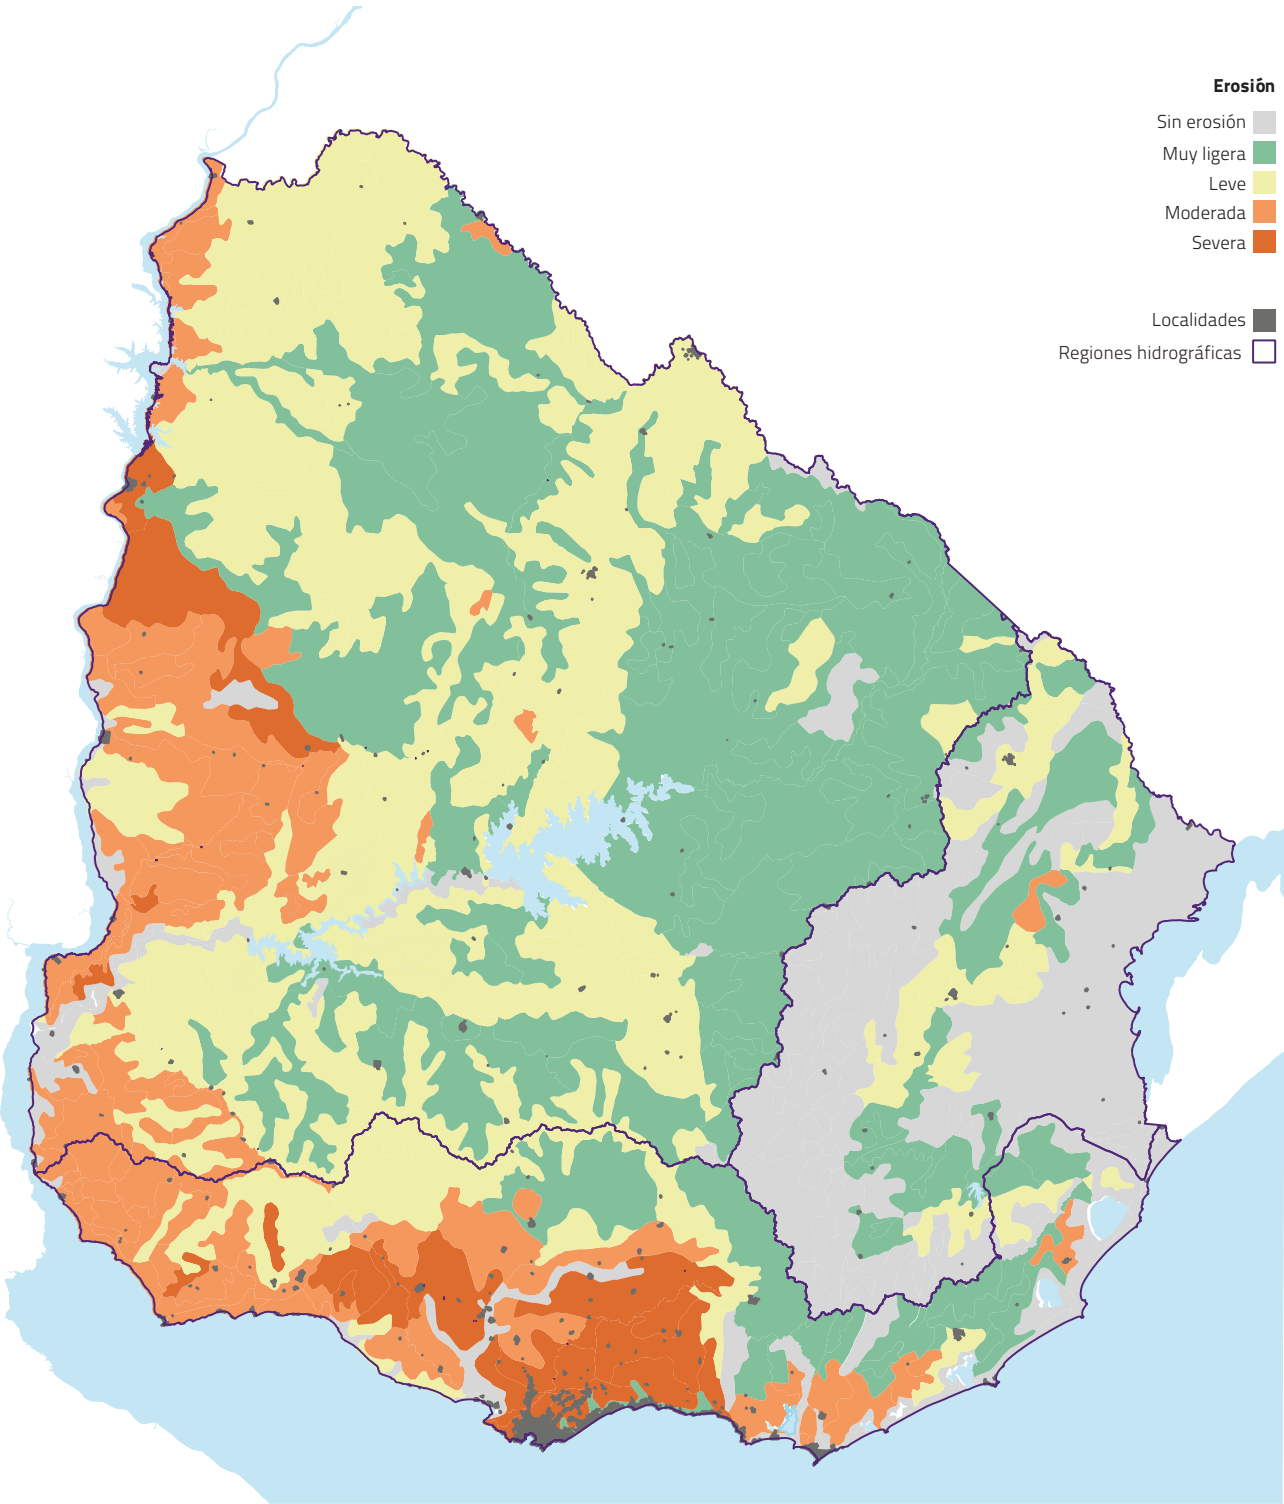 Erosión
Sin erosión
Muy ligera
Leve
Moderada
Severa
Localidades
Regiones hidrográficas